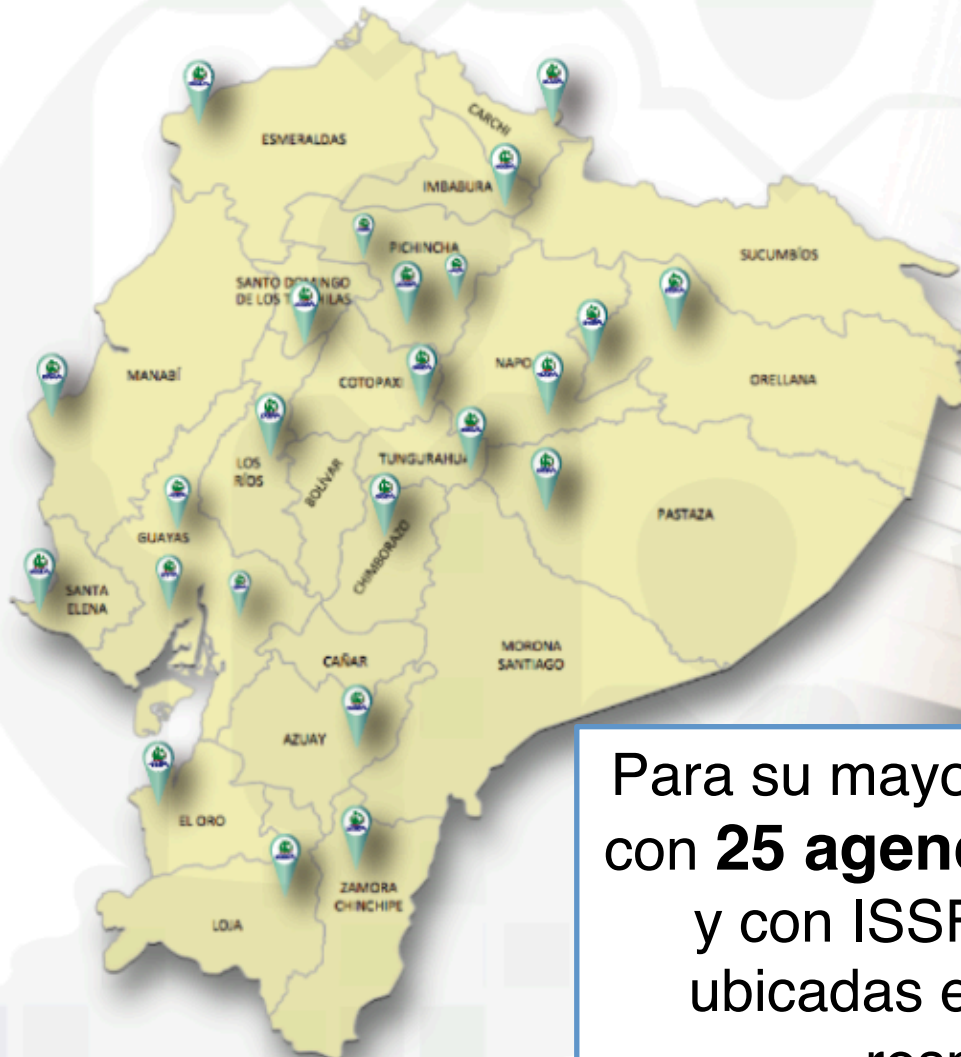 CARCHI
ESMERALDAS
IMBABURA
PICHINCHA
SUCUMBÍOS
SANTO DOMINGO
DE LOS
MANABÍ
COTOPAXI
NAPO
ORELLANA
LOS
RÍOS
BOLÍVAR
TUNGURAHUA
PASTAZA
GUAYAS
CHIMBORAZO
SANTA
ELENA
MORONA
SANTIAGO
CAÑAR
AZUAY
EL ORO
ZAMORA
CHINCHIPE
LOJA
Para su mayo
con 25 agen
y con ISSF
ubicadas e